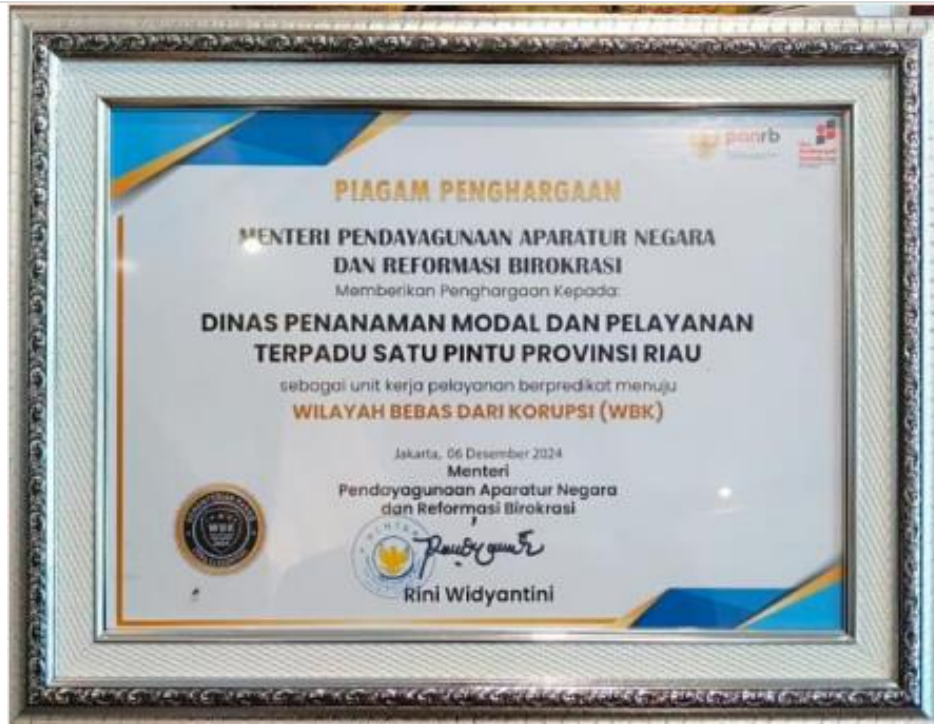 panrb
PIAGAM PENGHARGAAN
MENTERI PENDAYAGUNAAN APARATUR NEGARA
DAN REFORMASI BIROKRASI
Memberikan Penghargaan Kepada:
DINAS PENANAMAN MODAL DAN PELAYANAN
TERPADU SATU PINTU PROVINSI RIAU
sebagai unit kerja pelayanan berpredikat menuju
WILAYAH BEBAS DARI KORUPSI (WBK)
Jakarta, 06 Desember 2024
Menteri
Pendayagunaan Aparatur Negara
dan Reformasi Birokrasi
WBK
Rini Widyantini